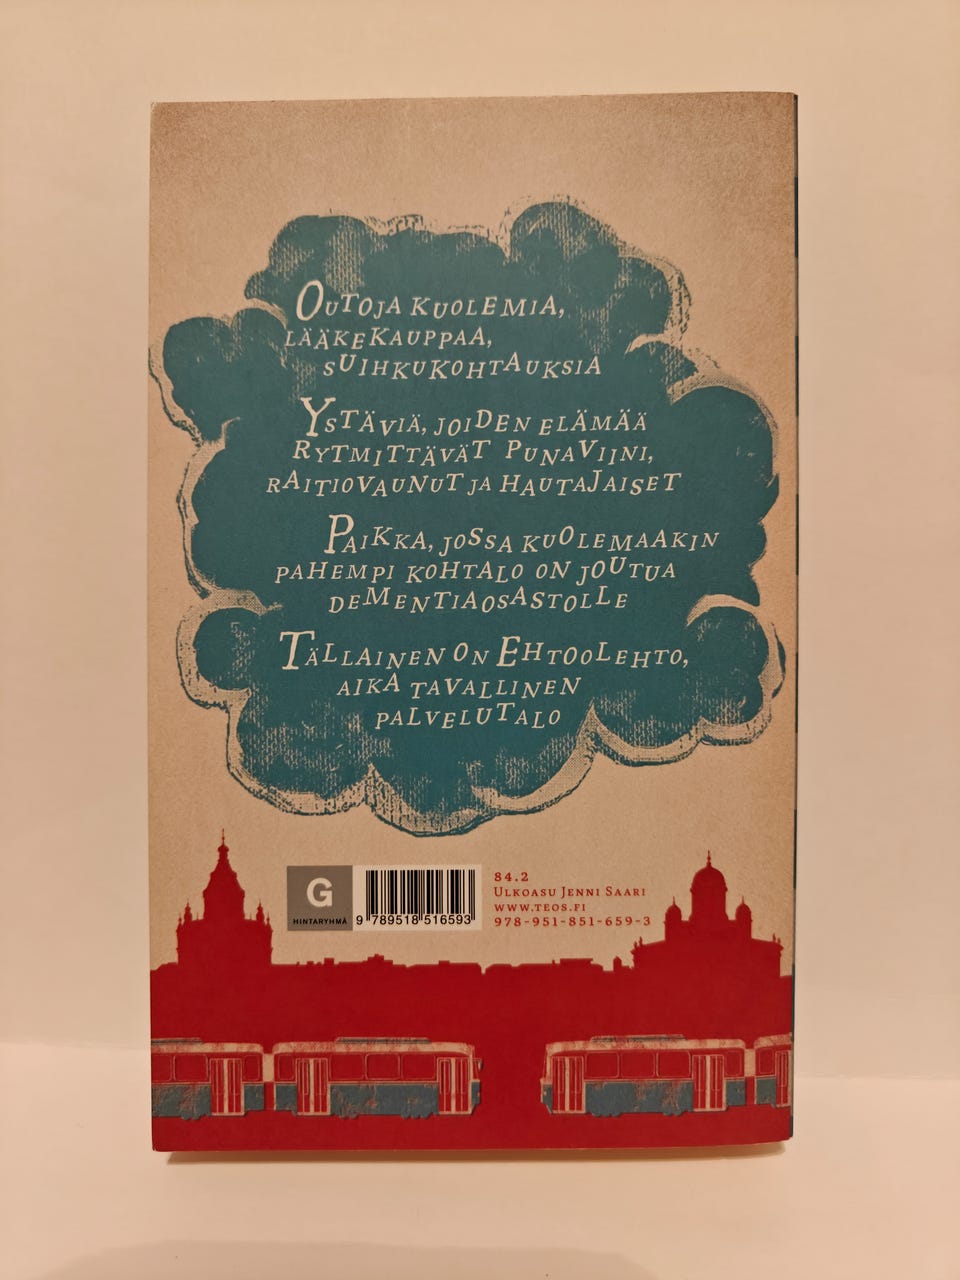 Outoja kuolemia,
lääkekauppaa,
suihkukohtauksia
Ystäviä, joiden elämää
rytmittävät punaviini,
raitiovaunut ja hautajaiset
Paikka, jossa kuolemaakin
pahempi kohtalo on joutua
dementiaosastolle
Tällainen on Ehtoolehto,
aika tavallinen
palvelutalo
G
HINTARYHMÄ
9 789518 516593
84.2
Ulkoasu Jenni Saari
www.teos.fi
978-951-851-659-3